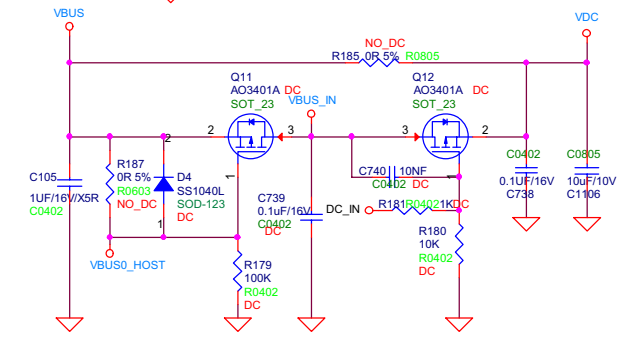 VBUS
VDC
NO_DC
R185 0R 5% R0805
Q11
AO3401A DC
SOT_23
VBUS_IN
Q12
AO3401A DC
SOT_23
2
2
3
3
2
C105
1UF/16V/X5R
C0402
R187
0R 5%
R0603
NO_DC
D4
SS1040L
SOD-123
DC
1
1
C739
0.1uF/16V
C0402
DC
C740 10NF
C0402 DC
1
DC_IN
R181 R0402 1K DC
R180
10K
R0402
DC
C0402
0.1UF/16V
C738
C0805
10uF/10V
C1106
VBUS0_HOST
R179
100K
R0402
DC